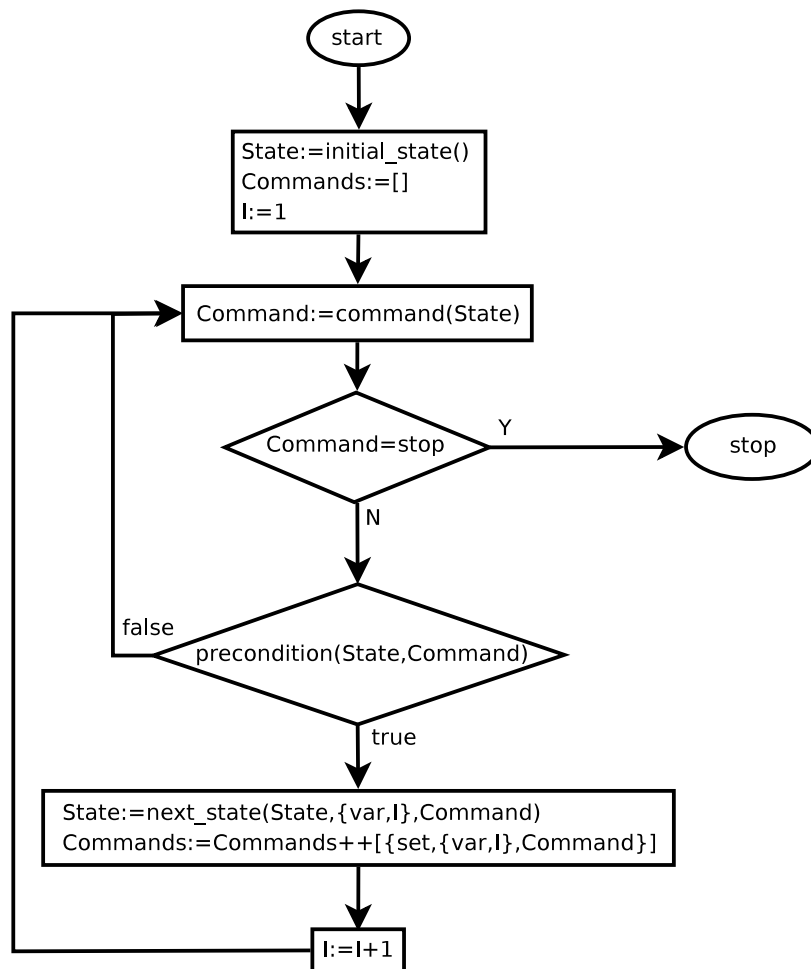 start
State:=initial_state()
Commands:=[]
I:=1
Command:=command(State)
Command=stop
Y
stop
N
false
precondition(State,Command)
true
State:=next_state(State,{var,I},Command)
Commands:=Commands++[{set,{var,I},Command}]
I:=I+1